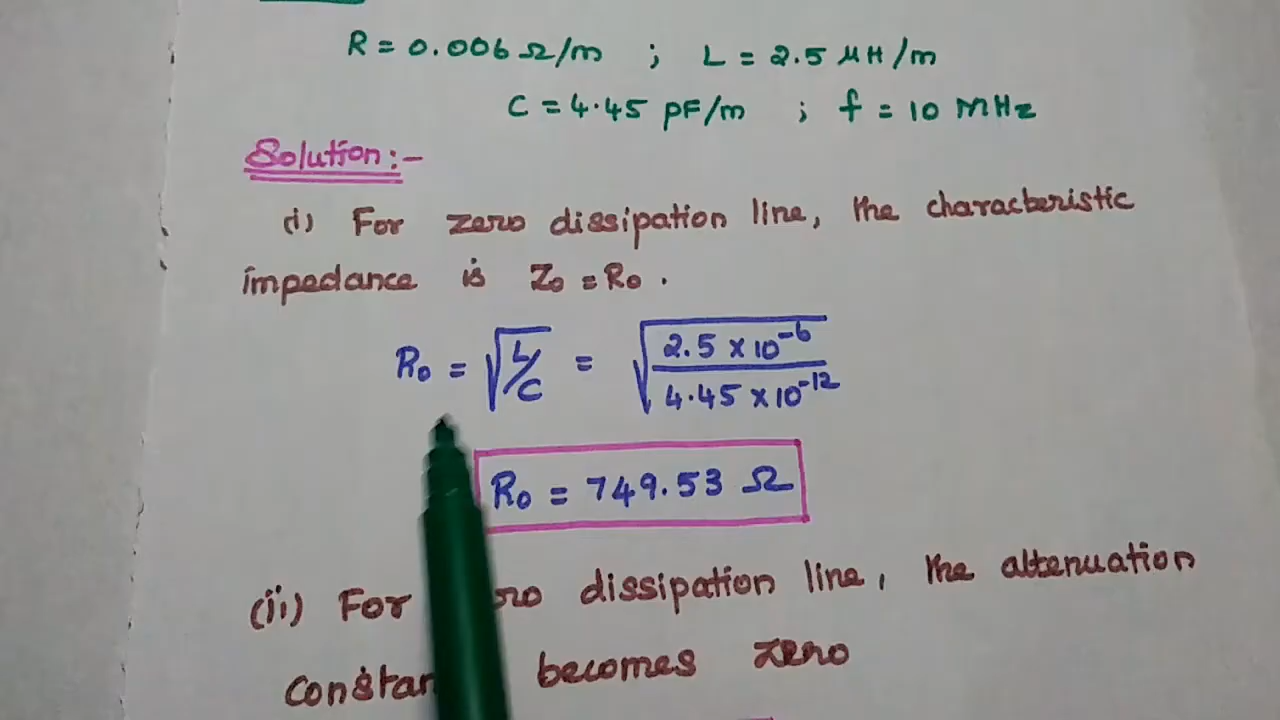 R = 0.006 Ω/m ; L = 2.5 μH/m
C = 4.45 pF/m ; f = 10 MHz
Solution:-
(i) For zero dissipation line, the characteristic
impedance is Z₀ = R₀.
R₀ = √(L/C) = √(2.5 × 10⁻⁶ / 4.45 × 10⁻¹²)
R₀ = 749.53 Ω
(ii) For dissipation line, the attenuation
becomes zero